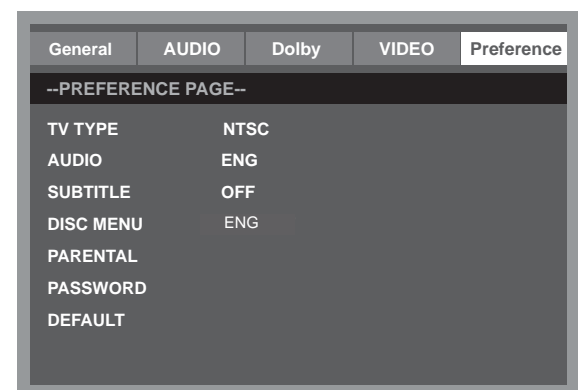 General AUDIO Dolby VIDEO Preference
--PREFERENCE PAGE--
TV TYPE NTSC
AUDIO ENG
SUBTITLE OFF
DISC MENU ENG
PARENTAL
PASSWORD
DEFAULT